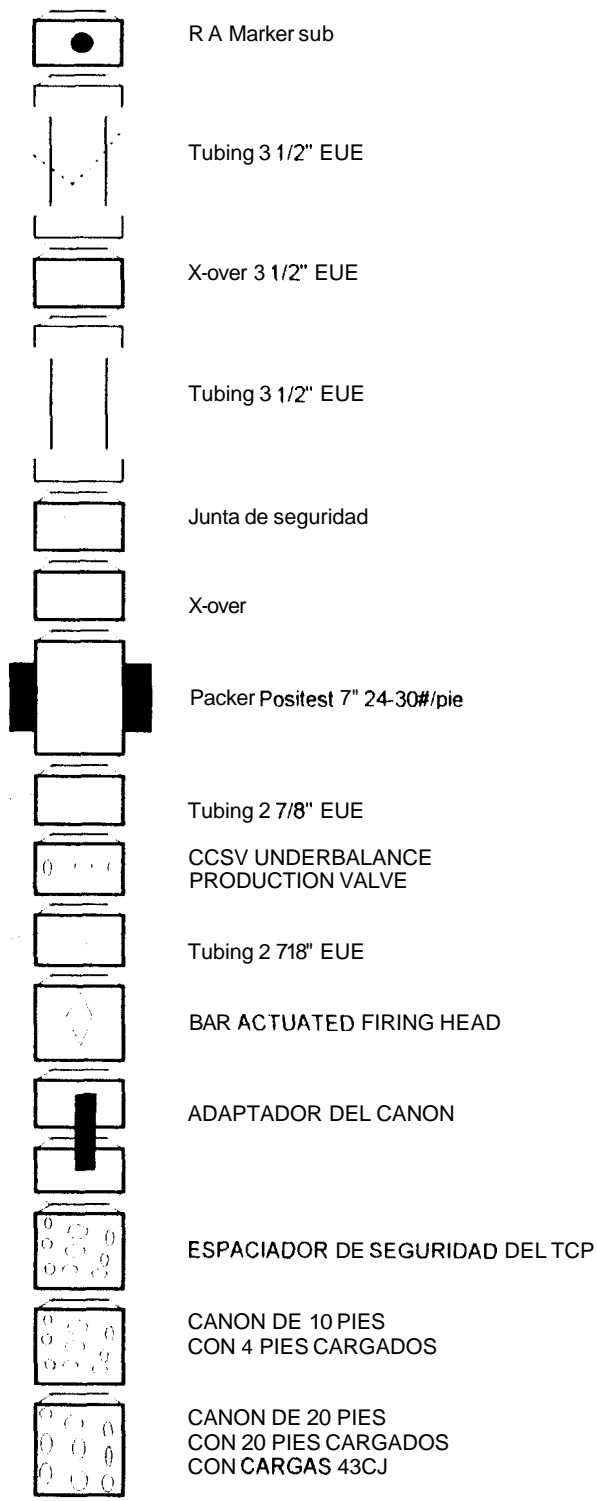 R A Marker sub
Tubing 3 1/2" EUE
X-over 3 1/2" EUE
Tubing 3 1/2" EUE
Junta de seguridad
X-over
Packer Positest 7" 24-30#/pie
Tubing 2 7/8" EUE
CCSV UNDERBALANCE
PRODUCTION VALVE
Tubing 2 718" EUE
BAR ACTUATED FIRING HEAD
ADAPTADOR DEL CANON
ESPACIADOR DE SEGURIDAD DEL TCP
CANON DE 10 PIES
CON 4 PIES CARGADOS
CANON DE 20 PIES
CON 20 PIES CARGADOS
CON CARGAS 43CJ